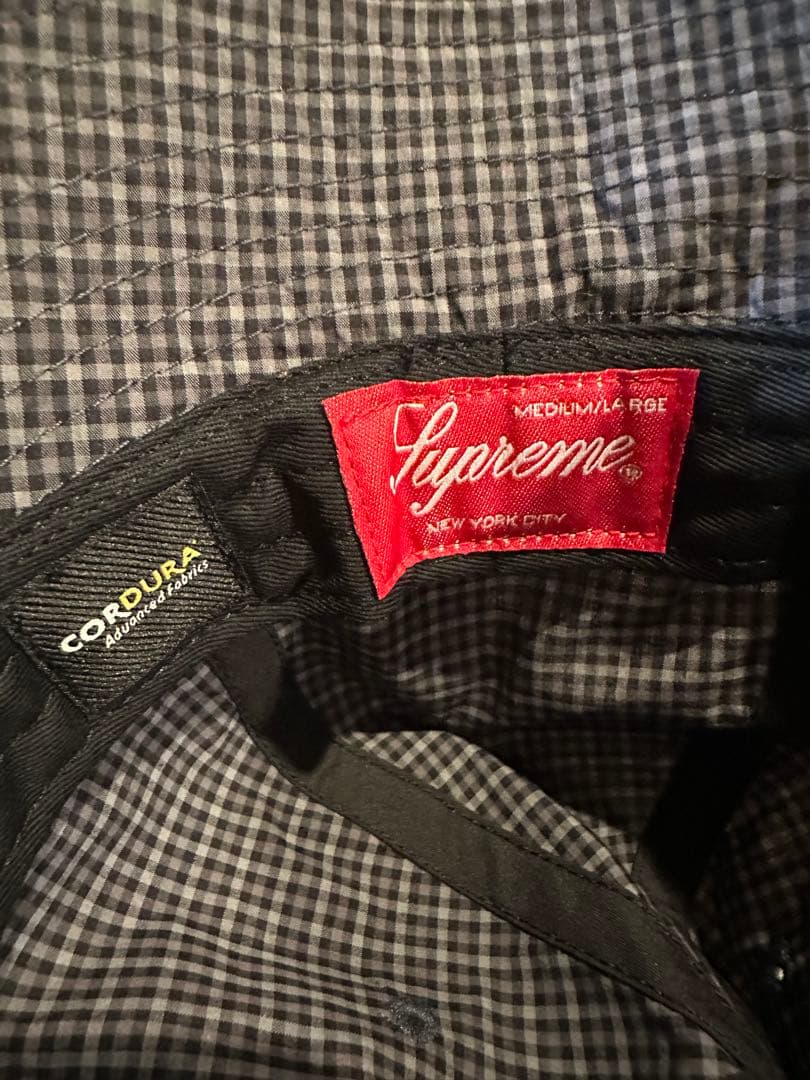 MEDIUM/LARGE
Supreme
NEW YORK CITY
CORDURA®
Advanced Fabrics